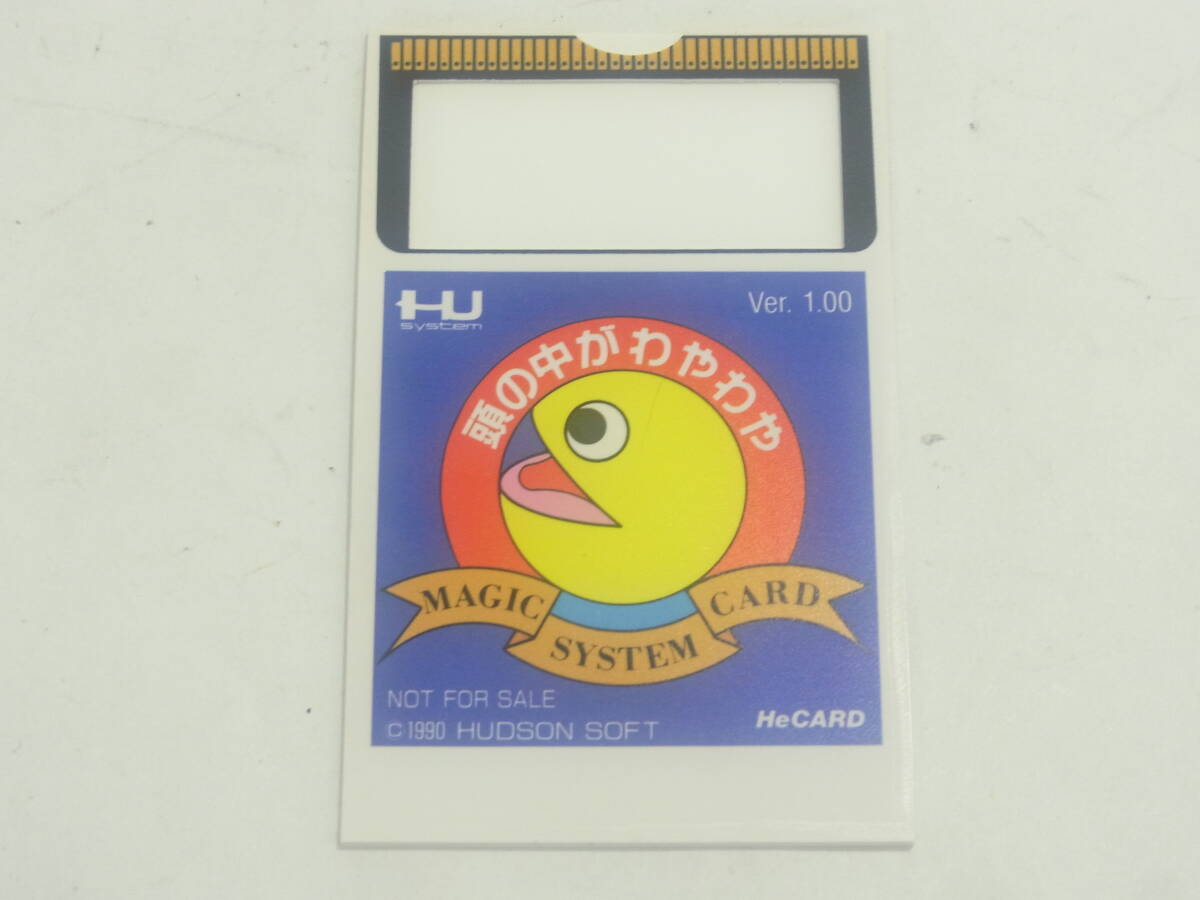 HU
system
Ver. 1.00
頭の中がわやわや
MAGIC
SYSTEM
CARD
NOT FOR SALE
HeCARD
© 1990 HUDSON SOFT